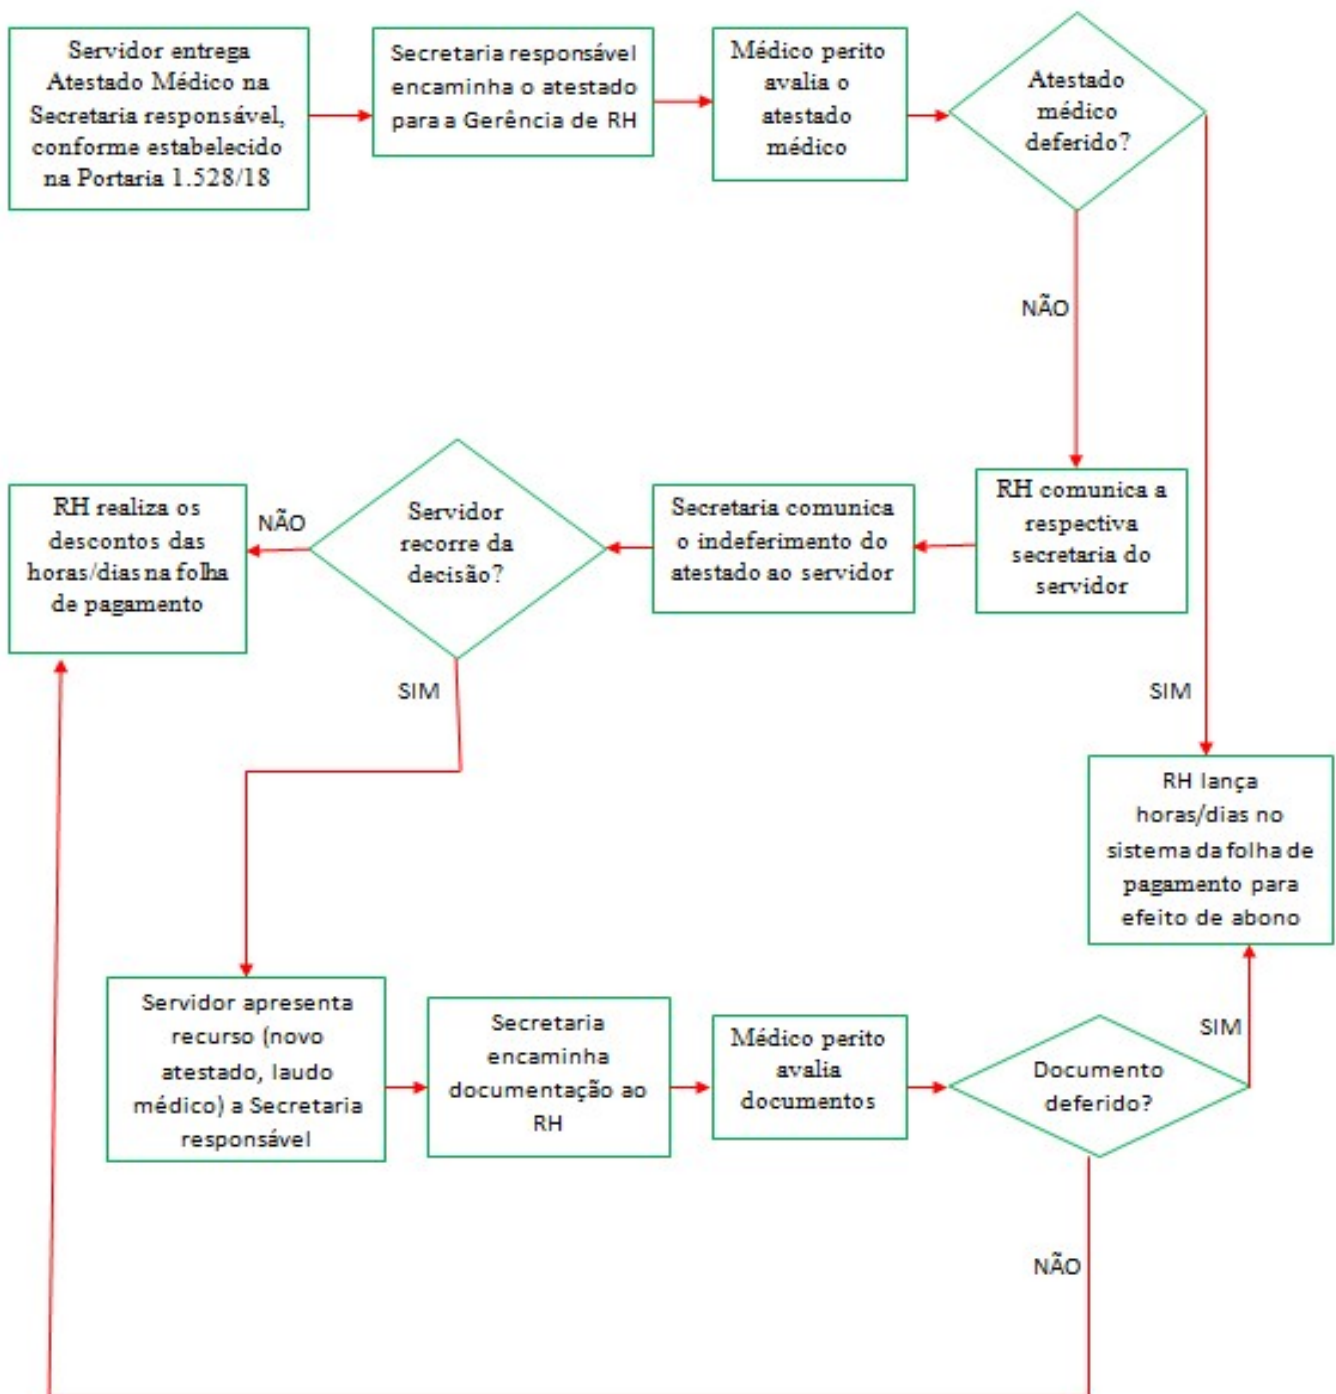 Servidor entrega
Atestado Médico na
Secretaria responsável,
conforme estabelecido
na Portaria 1.528/18
Secretaria responsável
encaminha o atestado
para a Gerência de RH
Médico perito
avalia o
atestado
médico
Atestado
médico
deferido?
NÃO
SIM
RH comunica a
respectiva
secretaria do
servidor
Secretaria comunica
o indeferimento do
atestado ao servidor
Servidor
recorre da
decisão?
NÃO
RH realiza os
descontos das
horas/dias na folha
de pagamento
SIM
RH lança
horas/dias no
sistema da folha de
pagamento para
efeito de abono
Servidor apresenta
recurso (novo
atestado, laudo
médico) a Secretaria
responsável
Secretaria
encaminha
documentação ao
RH
Médico perito
avalia
documentos
Documento
deferido?
SIM
NÃO